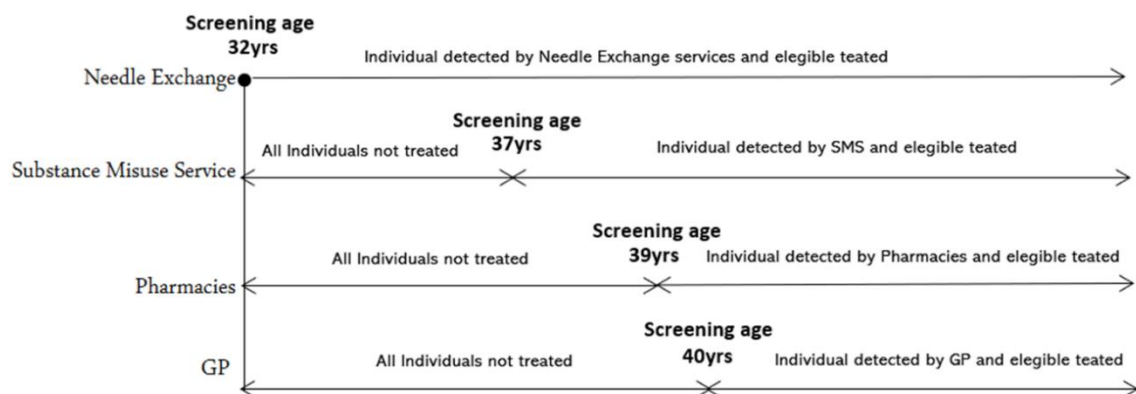 Screening age
32yrs
Individual detected by Needle Exchange services and elegible teated
Needle Exchange
Screening age
37yrs
All Individuals not treated
Individual detected by SMS and elegible teated
Substance Misuse Service
Screening age
39yrs
All Individuals not treated
Individual detected by Pharmacies and elegible teated
Pharmacies
Screening age
40yrs
All Individuals not treated
Individual detected by GP and elegible teated
GP